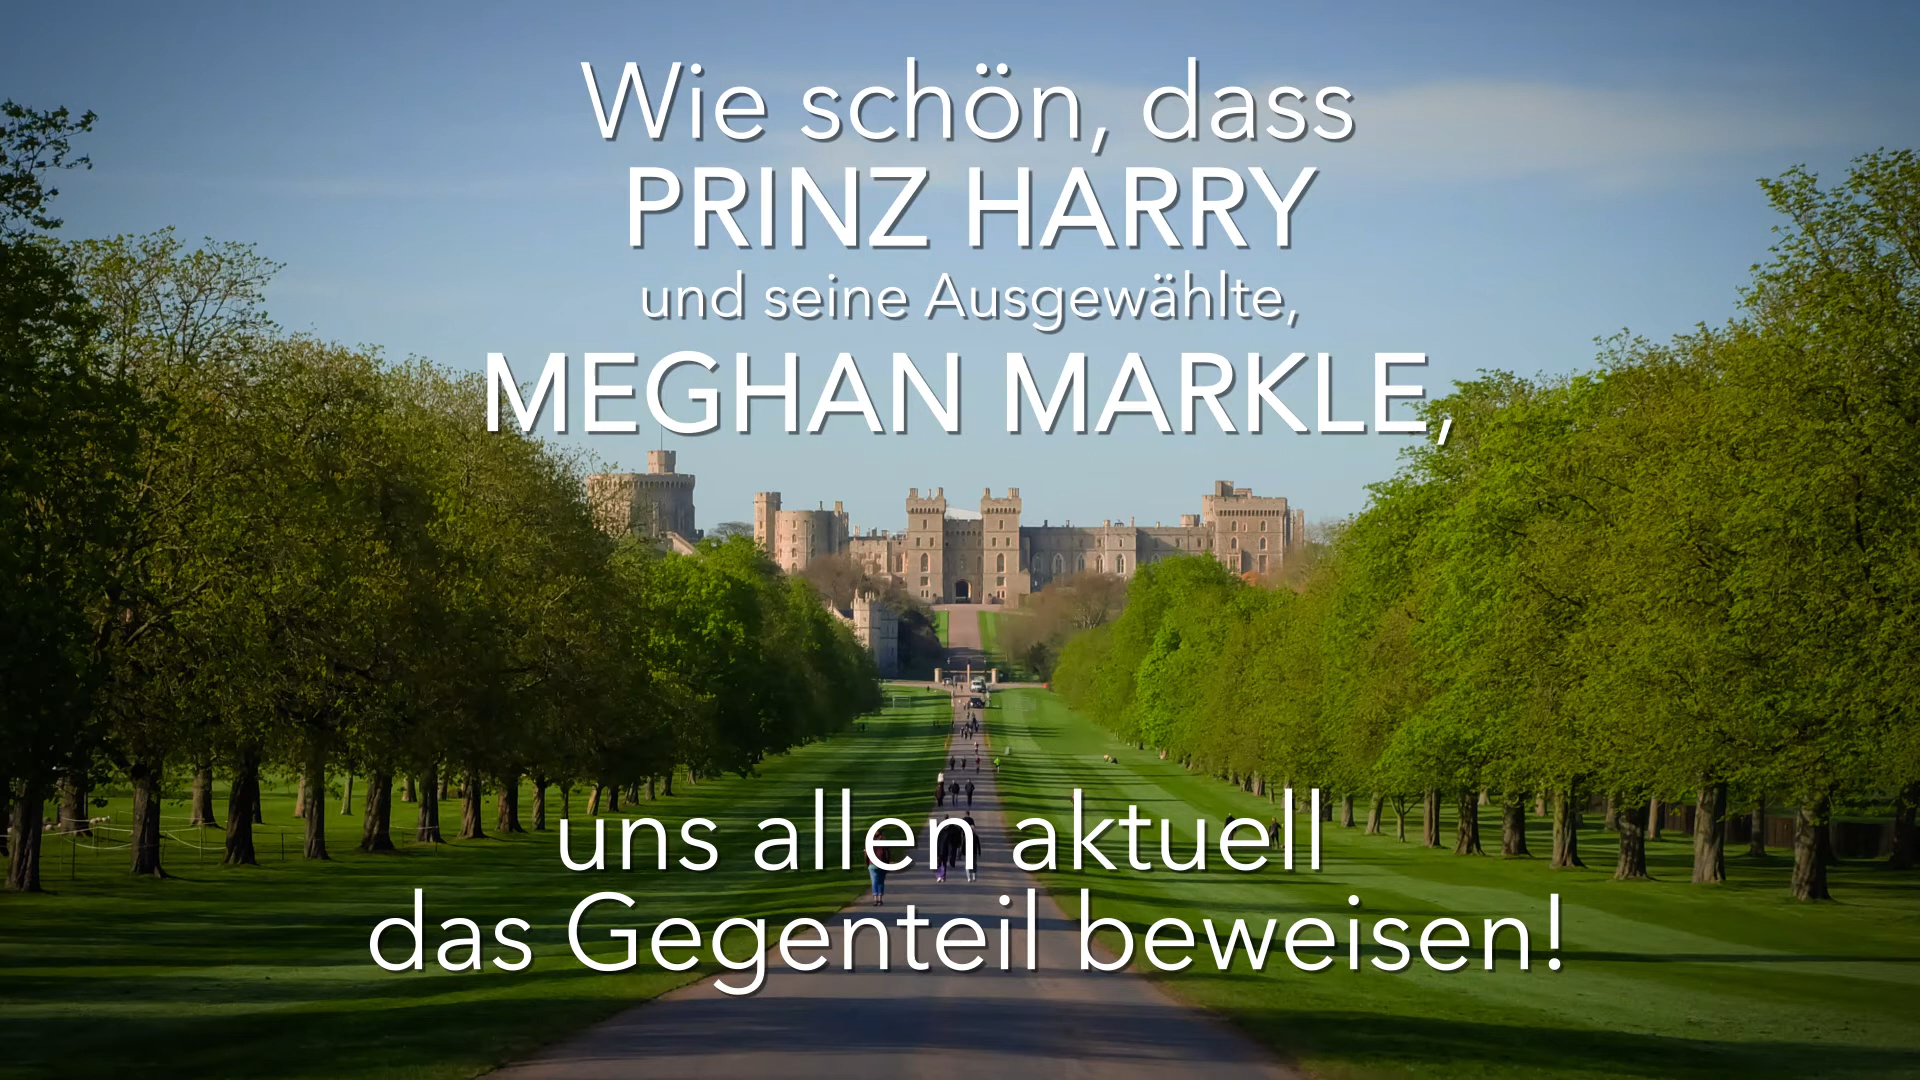 Wie schön, dass
PRINZ HARRY
und seine Ausgewählte,
MEGHAN MARKLE,
uns allen aktuell
das Gegenteil beweisen!